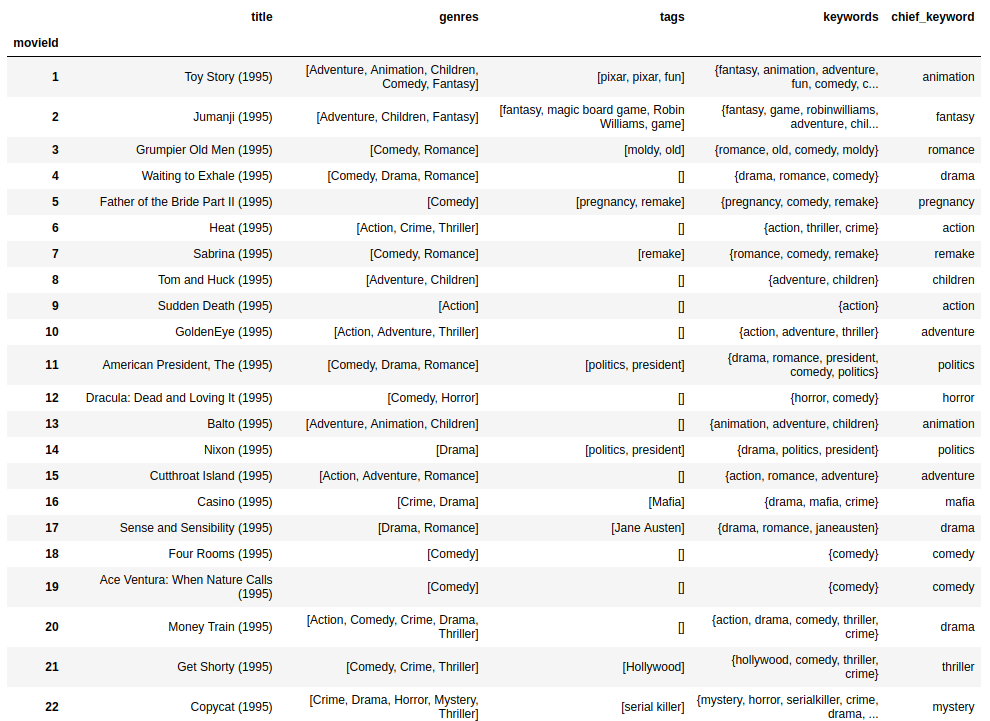 title genres tags keywords chief_keyword
movieId
1 Toy Story (1995) [Adventure, Animation, Children, Comedy, Fantasy] [pixar, pixar, fun] {fantasy, animation, adventure, fun, comedy, c... animation
2 Jumanji (1995) [Adventure, Children, Fantasy] [fantasy, magic board game, Robin Williams, game] {fantasy, game, robinwilliams, adventure, chil... fantasy
3 Grumpier Old Men (1995) [Comedy, Romance] [moldy, old] {romance, old, comedy, moldy} romance
4 Waiting to Exhale (1995) [Comedy, Drama, Romance] [] {drama, romance, comedy} drama
5 Father of the Bride Part II (1995) [Comedy] [pregnancy, remake] {pregnancy, comedy, remake} pregnancy
6 Heat (1995) [Action, Crime, Thriller] [] {action, thriller, crime} action
7 Sabrina (1995) [Comedy, Romance] [remake] {romance, comedy, remake} remake
8 Tom and Huck (1995) [Adventure, Children] [] {adventure, children} children
9 Sudden Death (1995) [Action] [] {action} action
10 GoldenEye (1995) [Action, Adventure, Thriller] [] {action, adventure, thriller} adventure
11 American President, The (1995) [Comedy, Drama, Romance] [politics, president] {drama, romance, president, comedy, politics} politics
12 Dracula: Dead and Loving It (1995) [Comedy, Horror] [] {horror, comedy} horror
13 Balto (1995) [Adventure, Animation, Children] [] {animation, adventure, children} animation
14 Nixon (1995) [Drama] [politics, president] {drama, politics, president} politics
15 Cutthroat Island (1995) [Action, Adventure, Romance] [] {action, romance, adventure} adventure
16 Casino (1995) [Crime, Drama] [Mafia] {drama, mafia, crime} mafia
17 Sense and Sensibility (1995) [Drama, Romance] [Jane Austen] {drama, romance, janeausten} drama
18 Four Rooms (1995) [Comedy] [] {comedy} comedy
19 Ace Ventura: When Nature Calls (1995) [Comedy] [] {comedy} comedy
20 Money Train (1995) [Action, Comedy, Crime, Drama, Thriller] [] {action, drama, comedy, thriller, crime} drama
21 Get Shorty (1995) [Comedy, Crime, Thriller] [Hollywood] {hollywood, comedy, thriller, crime} thriller
22 Copycat (1995) [Crime, Drama, Horror, Mystery, Thriller] [serial killer] {mystery, horror, serialkiller, crime, drama, ... mystery